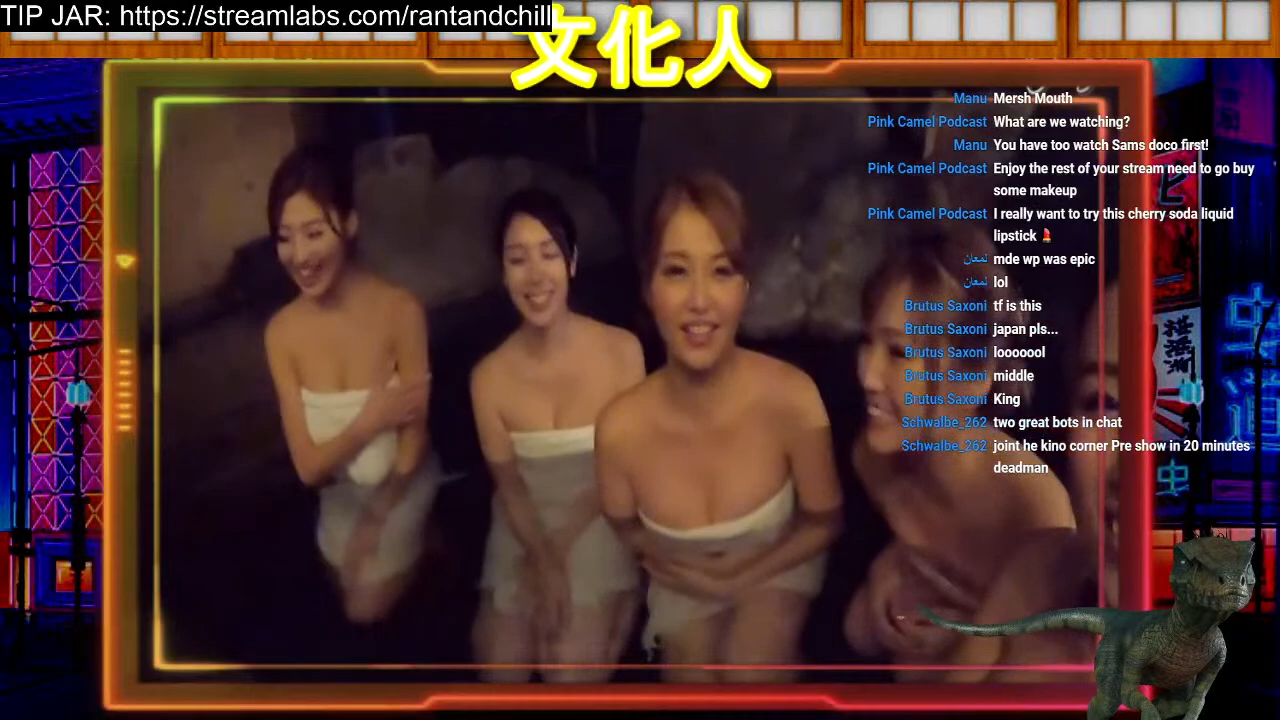 TIP JAR: https://streamlabs.com/rantandchill
文化人
Manu Mersh Mouth
Pink Camel Podcast What are we watching?
Manu You have too watch Sams doco first!
Pink Camel Podcast Enjoy the rest of your stream need to go buy
some makeup
Pink Camel Podcast I really want to try this cherry soda liquid
lipstick 💄
نمعان mde wp was epic
نمعان lol
Brutus Saxoni tf is this
Brutus Saxoni japan pls...
Brutus Saxoni looooool
Brutus Saxoni middle
Brutus Saxoni King
Schwalbe_262 two great bots in chat
Schwalbe_262 joint he kino corner Pre show in 20 minutes
deadman